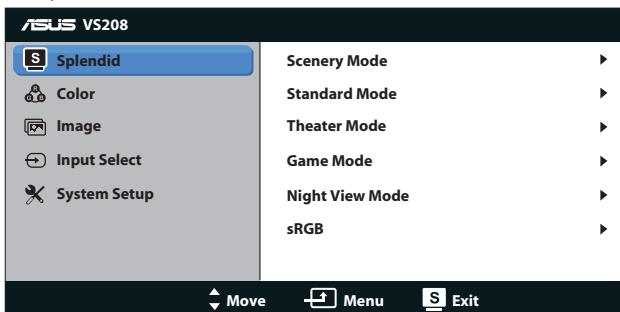 ASUS VS208
S Splendid
Color
Image
Input Select
System Setup
Scenery Mode
Standard Mode
Theater Mode
Game Mode
Night View Mode
sRGB
Move Menu S Exit